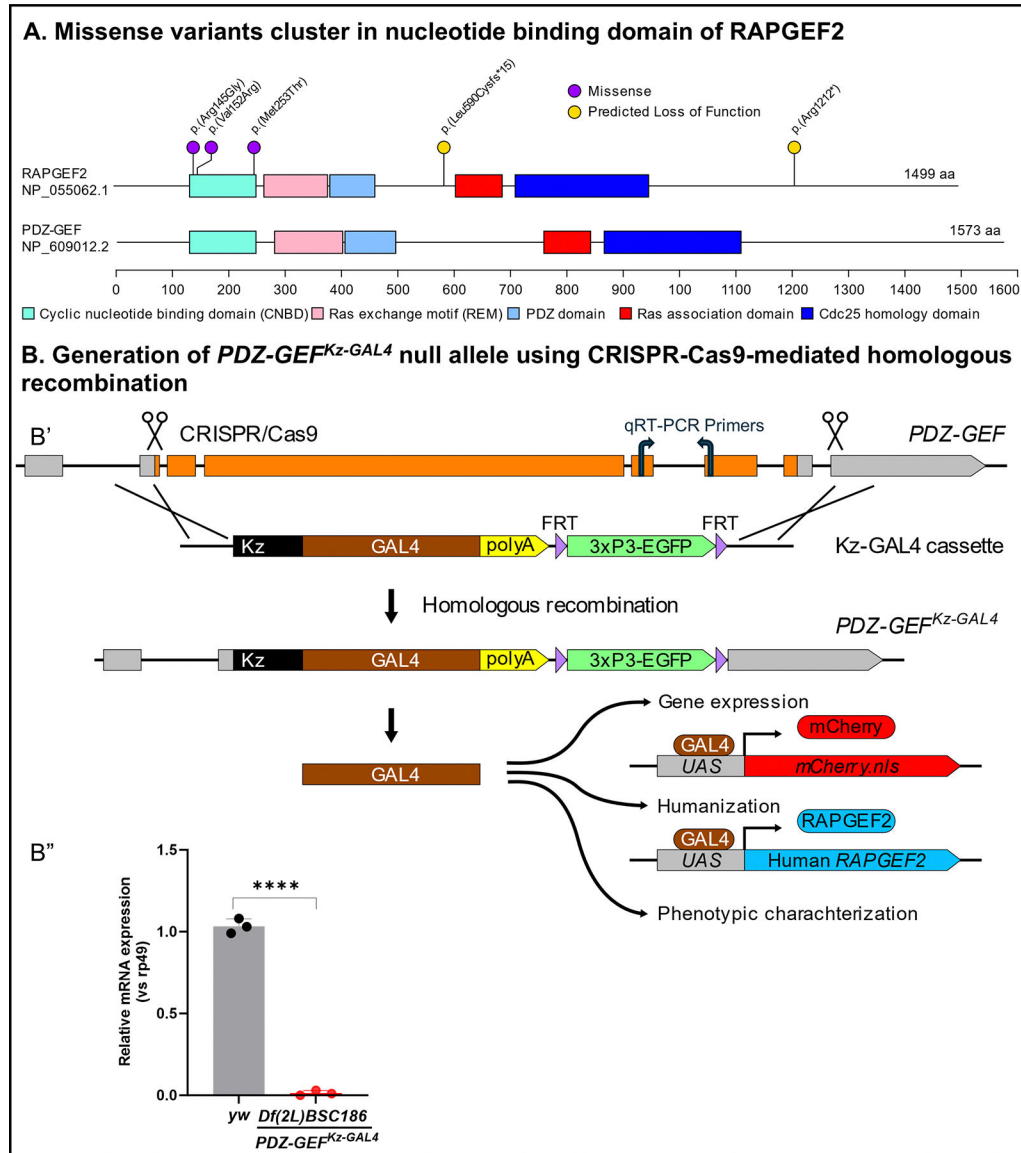 A. Missense variants cluster in nucleotide binding domain of RAPGEF2
p.(Arg145Gly)
p.(Val152Arg)
p.(Met253Thr)
p.(Leu590Cysfs*15)
p.(Arg1212*)
Missense
Predicted Loss of Function
RAPGEF2
NP_055062.1
1499 aa
PDZ-GEF
NP_609012.2
1573 aa
0 100 200 300 400 500 600 700 800 900 100 1100 1200 1300 1400 1500 1600
Cyclic nucleotide binding domain (CNBD) Ras exchange motif (REM) PDZ domain Ras association domain Cdc25 homology domain
B. Generation of PDZ-GEF^Kz-GAL4 null allele using CRISPR-Cas9-mediated homologous
recombination
B'
CRISPR/Cas9
qRT-PCR Primers
PDZ-GEF
FRT FRT
Kz GAL4 polyA 3xP3-EGFP
Kz-GAL4 cassette
Homologous recombination
PDZ-GEF^Kz-GAL4
Kz GAL4 polyA 3xP3-EGFP
GAL4
Gene expression
mCherry
GAL4
UAS mCherry.nls
Humanization
RAPGEF2
GAL4
UAS Human RAPGEF2
Phenotypic charachterization
B"
Relative mRNA expression
(vs rp49)
1.5
1.0
0.5
0.0
****
yw
Df(2L)BSC186
PDZ-GEF^Kz-GAL4